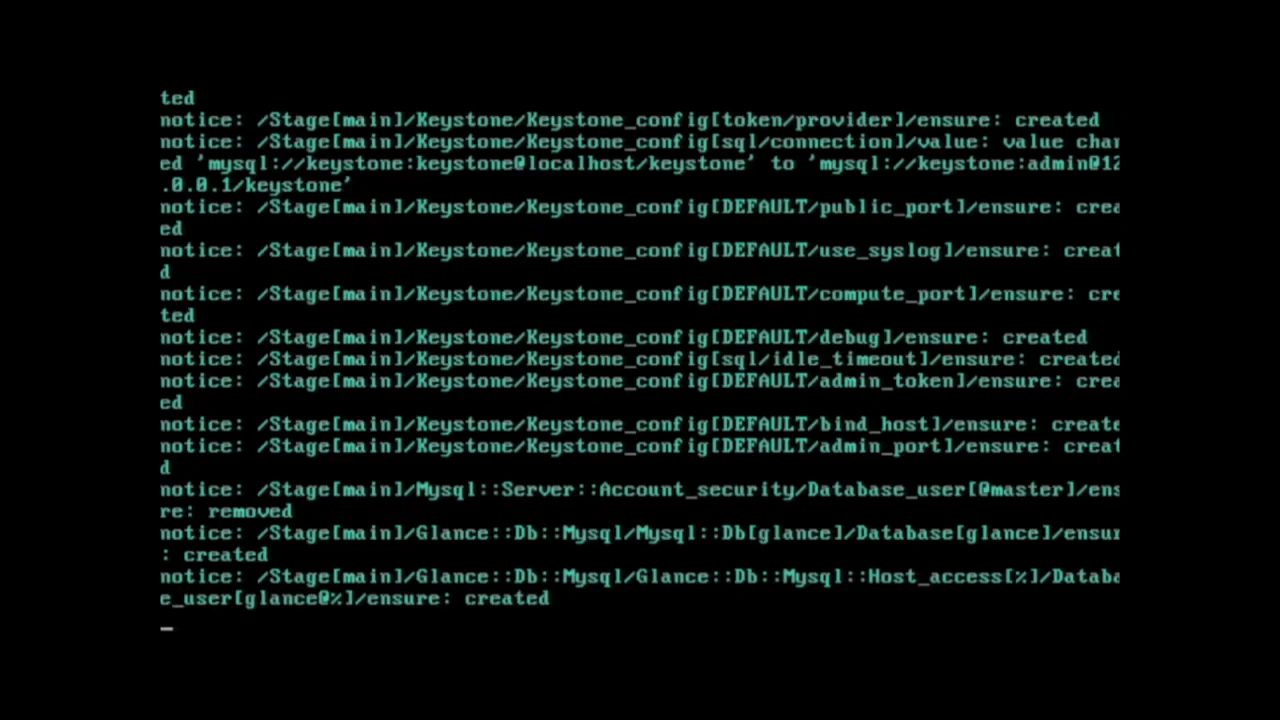 ted
notice: /Stage[main]/Keystone/Keystone_config[token/provider]/ensure: created
notice: /Stage[main]/Keystone/Keystone_config[sql/connection]/value: value chan
ed 'mysql://keystone:keystone@localhost/keystone' to 'mysql://keystone:admin@12
.0.0.1/keystone'
notice: /Stage[main]/Keystone/Keystone_config[DEFAULT/public_port]/ensure: crea
ed
notice: /Stage[main]/Keystone/Keystone_config[DEFAULT/use_syslog]/ensure: creat
d
notice: /Stage[main]/Keystone/Keystone_config[DEFAULT/compute_port]/ensure: cre
ted
notice: /Stage[main]/Keystone/Keystone_config[DEFAULT/debug]/ensure: created
notice: /Stage[main]/Keystone/Keystone_config[sql/idle_timeout]/ensure: created
notice: /Stage[main]/Keystone/Keystone_config[DEFAULT/admin_token]/ensure: crea
ed
notice: /Stage[main]/Keystone/Keystone_config[DEFAULT/bind_host]/ensure: create
notice: /Stage[main]/Keystone/Keystone_config[DEFAULT/admin_port]/ensure: creat
d
notice: /Stage[main]/Mysql::Server::Account_security/Database_user[@master]/ens
re: removed
notice: /Stage[main]/Glance::Db::Mysql/Mysql::Db[glance]/Database[glance]/ensur
: created
notice: /Stage[main]/Glance::Db::Mysql/Glance::Db::Mysql::Host_access[%]/Databa
e_user[glance@%]/ensure: created
_